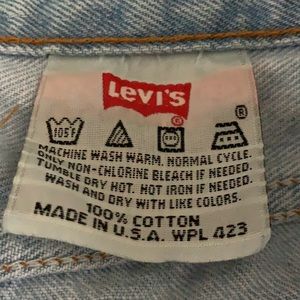 LEVI'S
®
®
105F
MACHINE WASH WARM. NORMAL CYCLE.
ONLY NON-CHLORINE BLEACH IF NEEDED.
TUMBLE DRY HOT. HOT IRON IF NEEDED.
WASH AND DRY WITH LIKE COLORS.
100% COTTON
MADE IN U.S.A. WPL 423